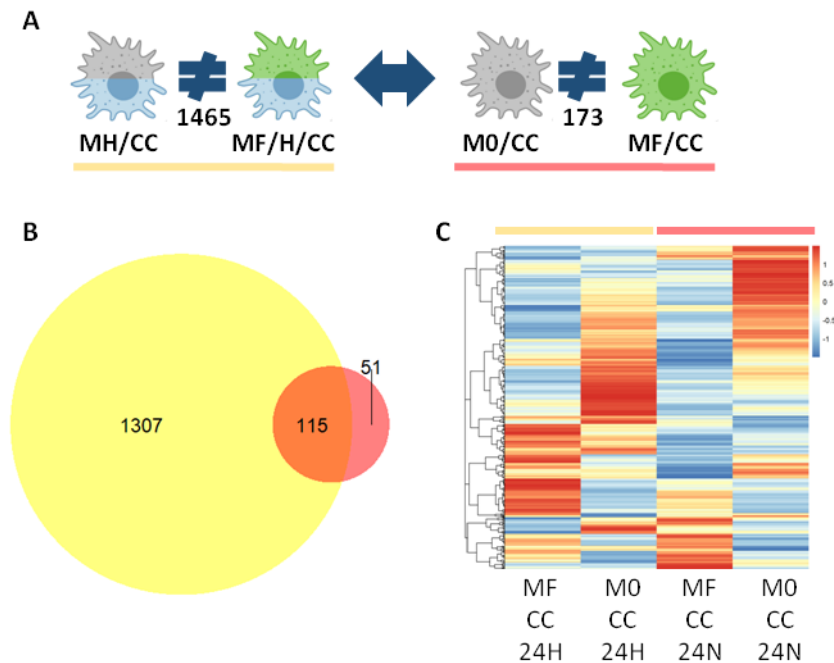 A
1465
173
MH/CC
MF/H/CC
M0/CC
MF/CC
B
C
1307
115
51
1
0.5
0
-0.5
-1
MF M0 MF M0
CC CC CC CC
24H 24H 24N 24N